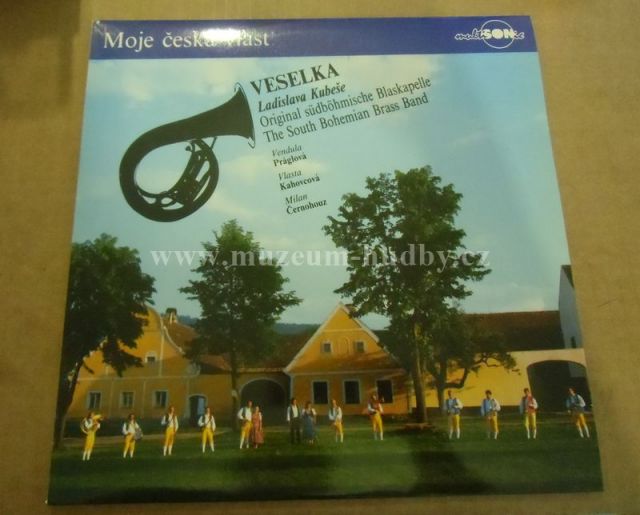 Moje česká vlast
multiSONic
VESELKA
Ladislava Kubeše
Original südböhmische Blaskapelle
The South Bohemian Brass Band
Vendula
Práglová
Vlasta
Kahovcová
Milan
Černohouz
www.muzeum-hudby.cz